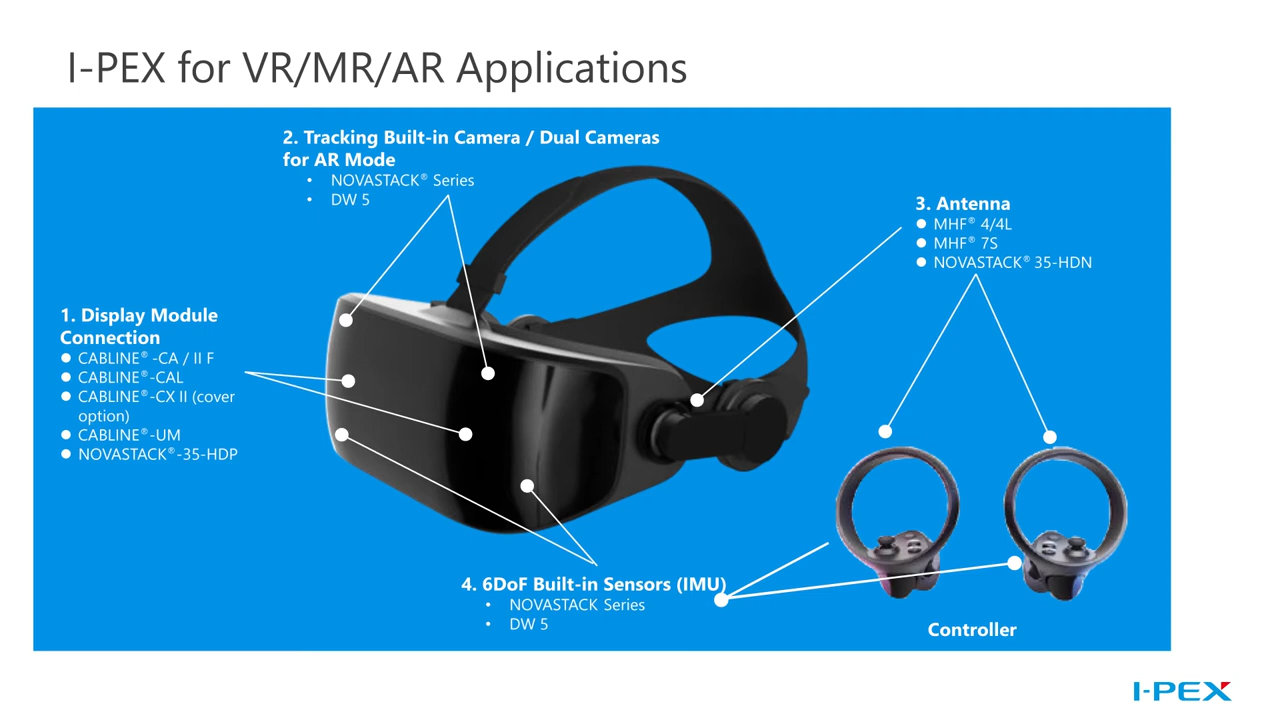 I-PEX for VR/MR/AR Applications
2. Tracking Built-in Camera / Dual Cameras
for AR Mode
• NOVASTACK® Series
• DW 5
3. Antenna
● MHF® 4/4L
● MHF® 7S
● NOVASTACK® 35-HDN
1. Display Module
Connection
● CABLINE® -CA / II F
● CABLINE®-CAL
● CABLINE®-CX II (cover
option)
● CABLINE®-UM
● NOVASTACK®-35-HDP
4. 6DoF Built-in Sensors (IMU)
• NOVASTACK Series
• DW 5
Controller
I-PEX